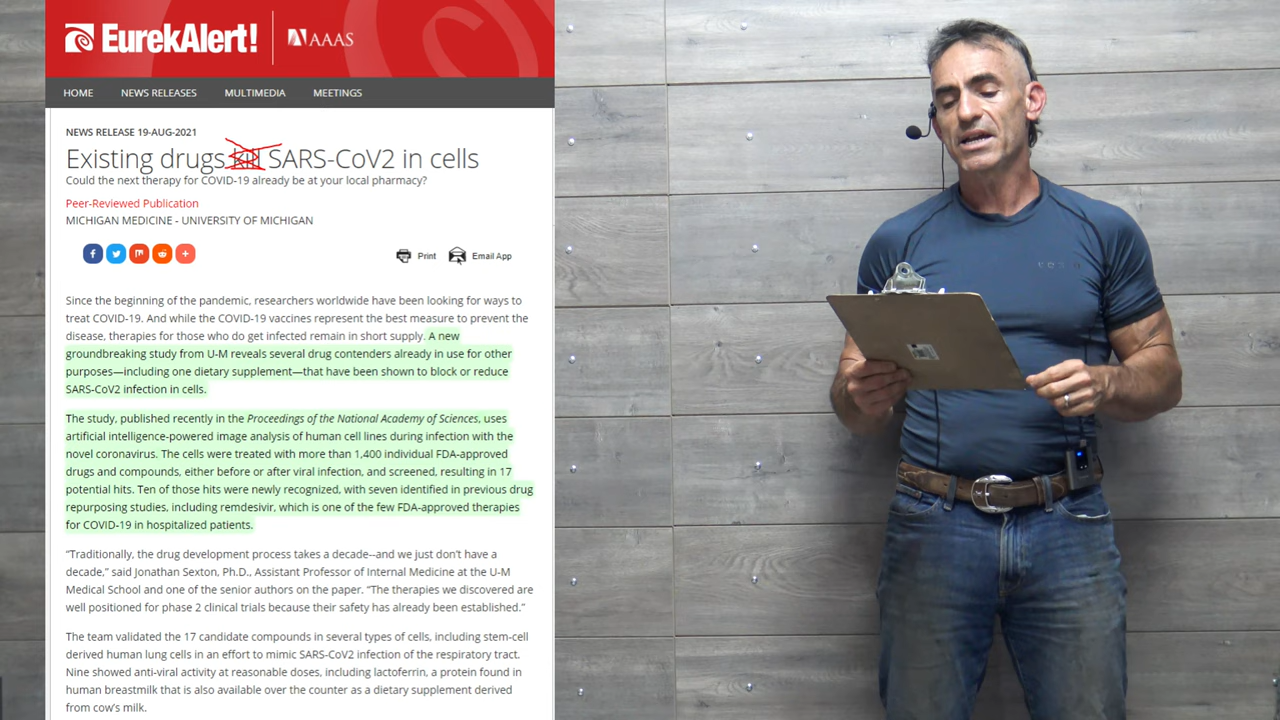 EurekAlert! AAAS
HOME NEWS RELEASES MULTIMEDIA MEETINGS
NEWS RELEASE 19-AUG-2021
Existing drugs kill SARS-CoV2 in cells
Could the next therapy for COVID-19 already be at your local pharmacy?
Peer-Reviewed Publication
MICHIGAN MEDICINE - UNIVERSITY OF MICHIGAN
Print Email App
Since the beginning of the pandemic, researchers worldwide have been looking for ways to
treat COVID-19. And while the COVID-19 vaccines represent the best measure to prevent the
disease, therapies for those who do get infected remain in short supply. A new
groundbreaking study from U-M reveals several drug contenders already in use for other
purposes—including one dietary supplement—that have been shown to block or reduce
SARS-CoV2 infection in cells.
The study, published recently in the Proceedings of the National Academy of Sciences, uses
artificial intelligence-powered image analysis of human cell lines during infection with the
novel coronavirus. The cells were treated with more than 1,400 individual FDA-approved
drugs and compounds, either before or after viral infection, and screened, resulting in 17
potential hits. Ten of those hits were newly recognized, with seven identified in previous drug
repurposing studies, including remdesivir, which is one of the few FDA-approved therapies
for COVID-19 in hospitalized patients.
“Traditionally, the drug development process takes a decade--and we just don’t have a
decade,” said Jonathan Sexton, Ph.D., Assistant Professor of Internal Medicine at the U-M
Medical School and one of the senior authors on the paper. “The therapies we discovered are
well positioned for phase 2 clinical trials because their safety has already been established.”
The team validated the 17 candidate compounds in several types of cells, including stem-cell
derived human lung cells in an effort to mimic SARS-CoV2 infection of the respiratory tract.
Nine showed anti-viral activity at reasonable doses, including lactoferrin, a protein found in
human breastmilk that is also available over the counter as a dietary supplement derived
from cow’s milk.